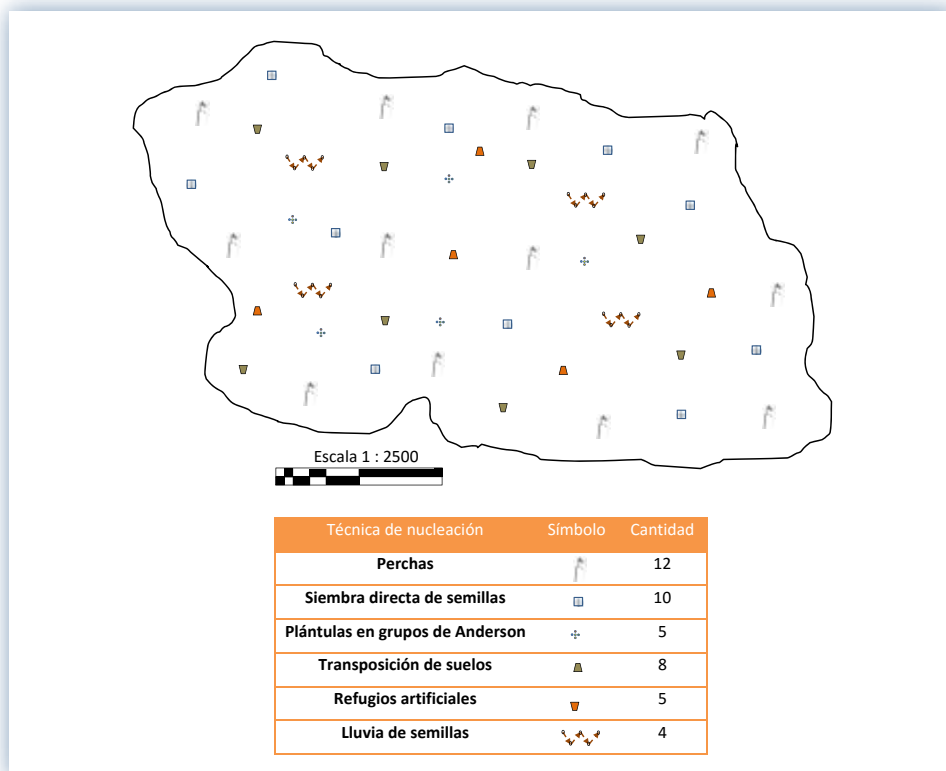 Escala 1 : 2500
Técnica de nucleación Símbolo Cantidad
Perchas 12
Siembra directa de semillas 10
Plántulas en grupos de Anderson 5
Transposición de suelos 8
Refugios artificiales 5
Lluvia de semillas 4